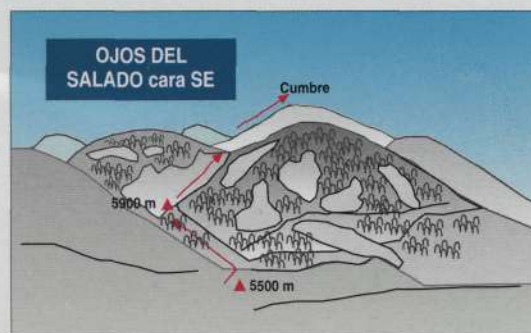 OJOS DEL
SALADO cara SE
Cumbre
5900 m
5500 m